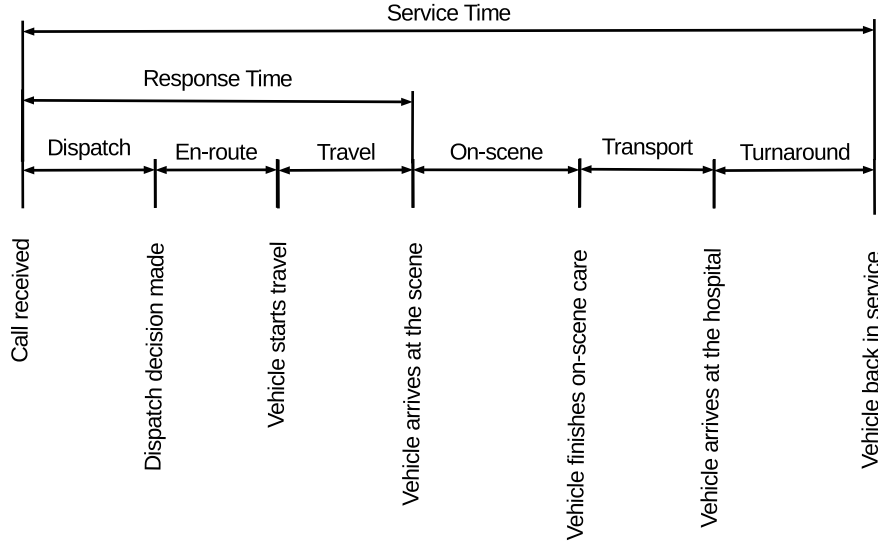 Service Time
Response Time
Dispatch
En-route
Travel
On-scene
Transport
Turnaround
Call received
Dispatch decision made
Vehicle starts travel
Vehicle arrives at the scene
Vehicle finishes on-scene care
Vehicle arrives at the hospital
Vehicle back in service